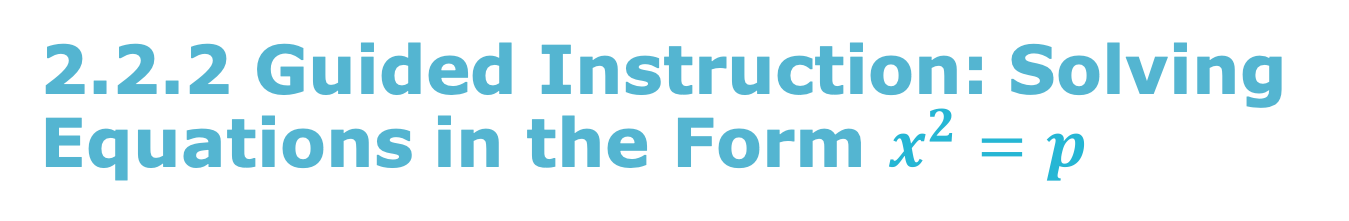 2.2.2 Guided Instruction: Solving
Equations in the Form x² = p